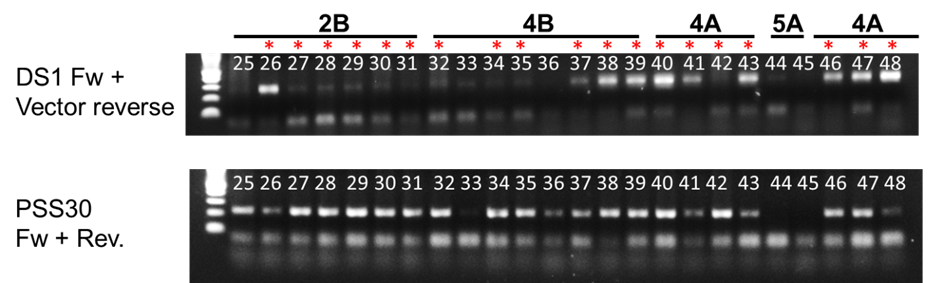 2B 4B 4A 5A 4A
* * * * * * * * * * * * * * * * * *
DS1 Fw +
Vector reverse
25 26 27 28 29 30 31 32 33 34 35 36 37 38 39 40 41 42 43 44 45 46 47 48
PSS30
Fw + Rev.
25 26 27 28 29 30 31 32 33 34 35 36 37 38 39 40 41 42 43 44 45 46 47 48